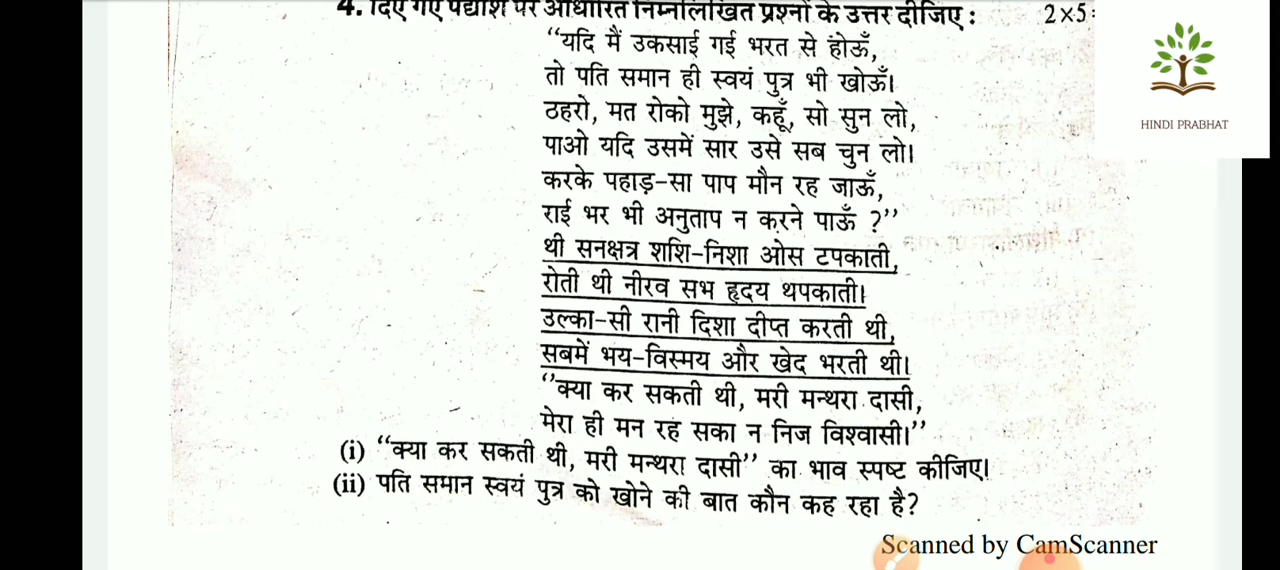 4. दिए गए पद्यांश पर आधारित निम्नलिखित प्रश्नों के उत्तर दीजिए : 2×5=
HINDI PRABHAT
“यदि मैं उकसाई गई भरत से होऊँ,
तो पति समान ही स्वयं पुत्र भी खोऊँ।
ठहरो, मत रोको मुझे, कहूँ, सो सुन लो,
पाओ यदि उसमें सार उसे सब चुन लो।
करके पहाड़-सा पाप मौन रह जाऊँ,
राई भर भी अनुताप न करने पाऊँ ?”
थी सनक्षत्र शशि-निशा ओस टपकाती,
रोती थी नीरव सभ हृदय थपकाती।
उल्का-सी रानी दिशा दीप्त करती थी,
सबमें भय-विस्मय और खेद भरती थी।
“क्या कर सकती थी, मरी मन्थरा दासी,
मेरा ही मन रह सका न निज विश्वासी।”
(i) “क्या कर सकती थी, मरी मन्थरा दासी” का भाव स्पष्ट कीजिए।
(ii) पति समान स्वयं पुत्र को खोने की बात कौन कह रहा है?
Scanned by CamScanner